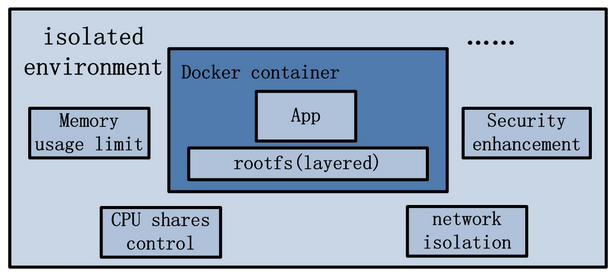 isolated
environment
......
Docker container
App
rootfs(layered)
Memory
usage limit
Security
enhancement
CPU shares
control
network
isolation